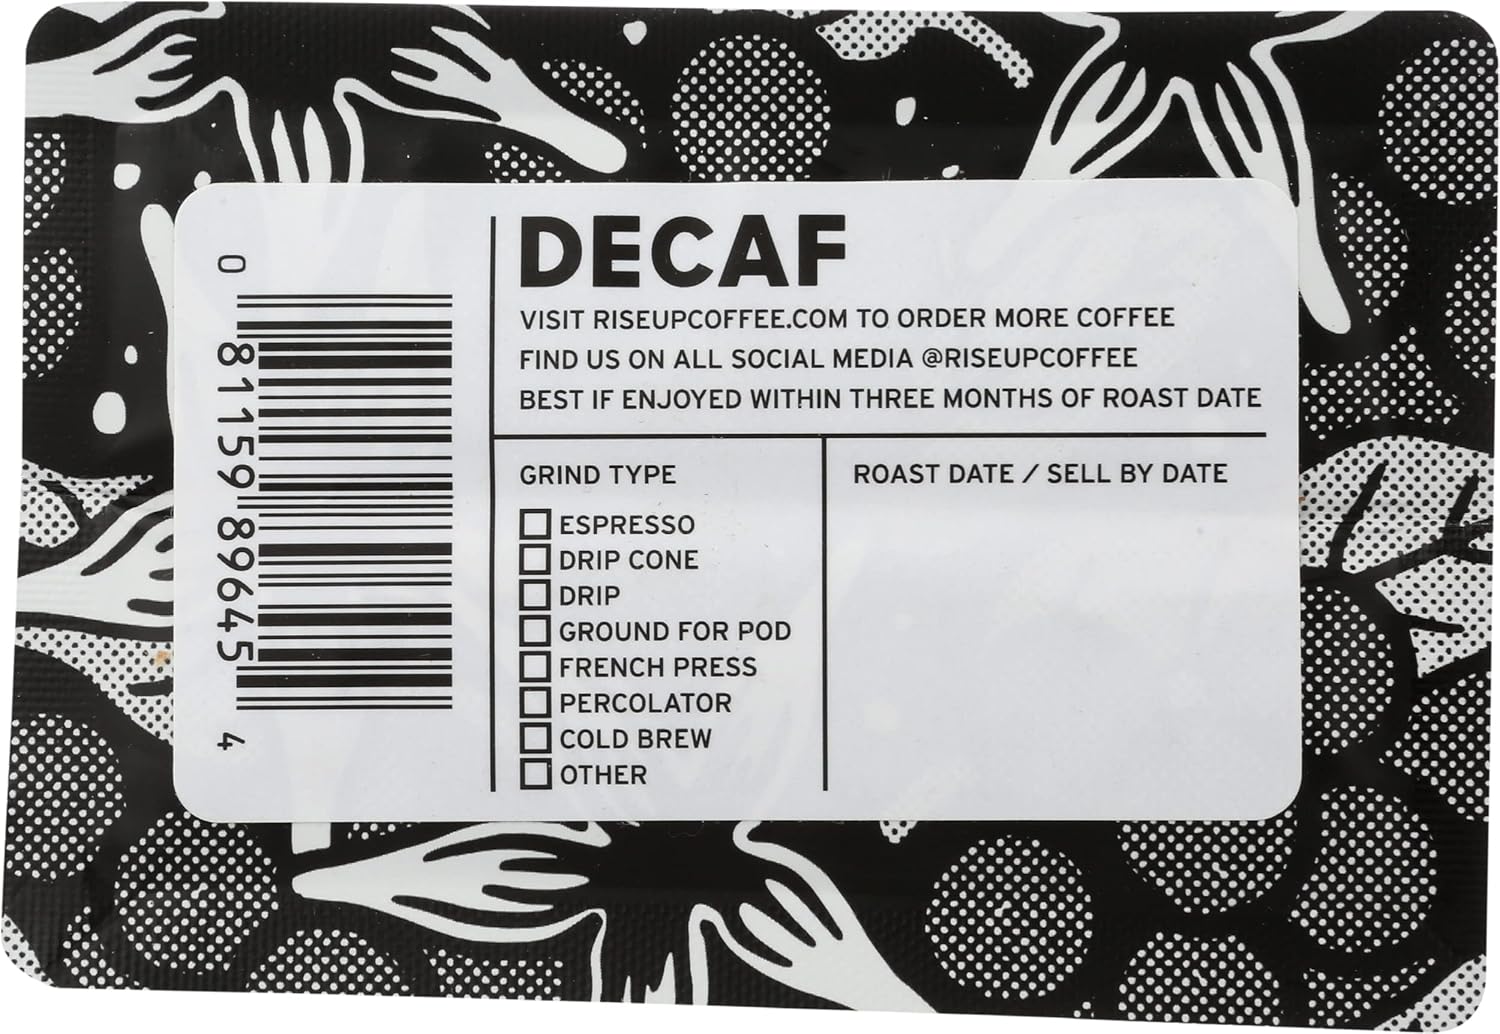 DECAF
VISIT RISEUPCOFFEE.COM TO ORDER MORE COFFEE
FIND US ON ALL SOCIAL MEDIA @RISEUPCOFFEE
BEST IF ENJOYED WITHIN THREE MONTHS OF ROAST DATE
GRIND TYPE
ESPRESSO
DRIP CONE
DRIP
GROUND FOR POD
FRENCH PRESS
PERCOLATOR
COLD BREW
OTHER
ROAST DATE / SELL BY DATE
0 81159 89645 4